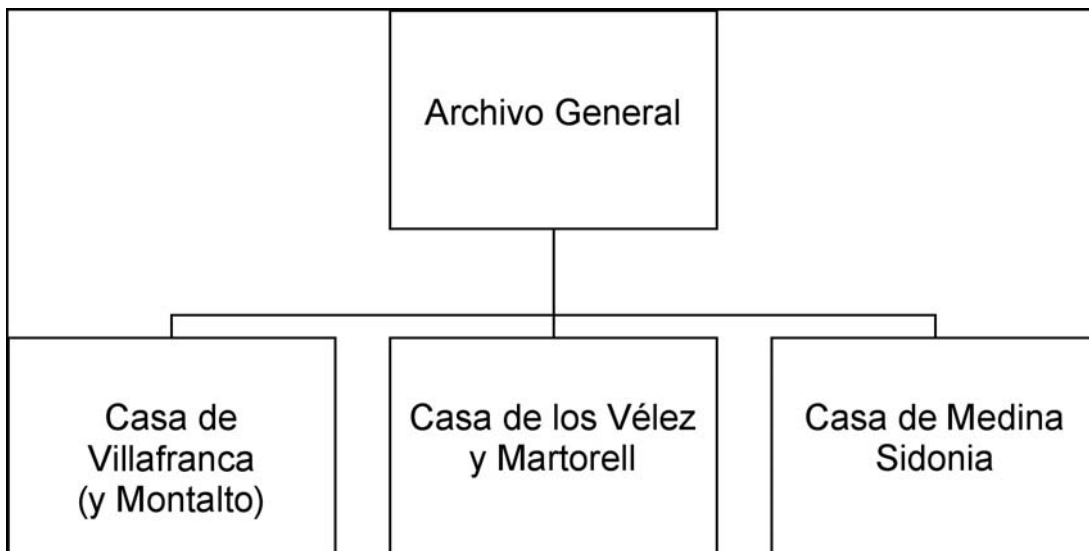 Archivo General
Casa de
Villafranca
(y Montalto)
Casa de los Vélez
y Martorell
Casa de Medina
Sidonia